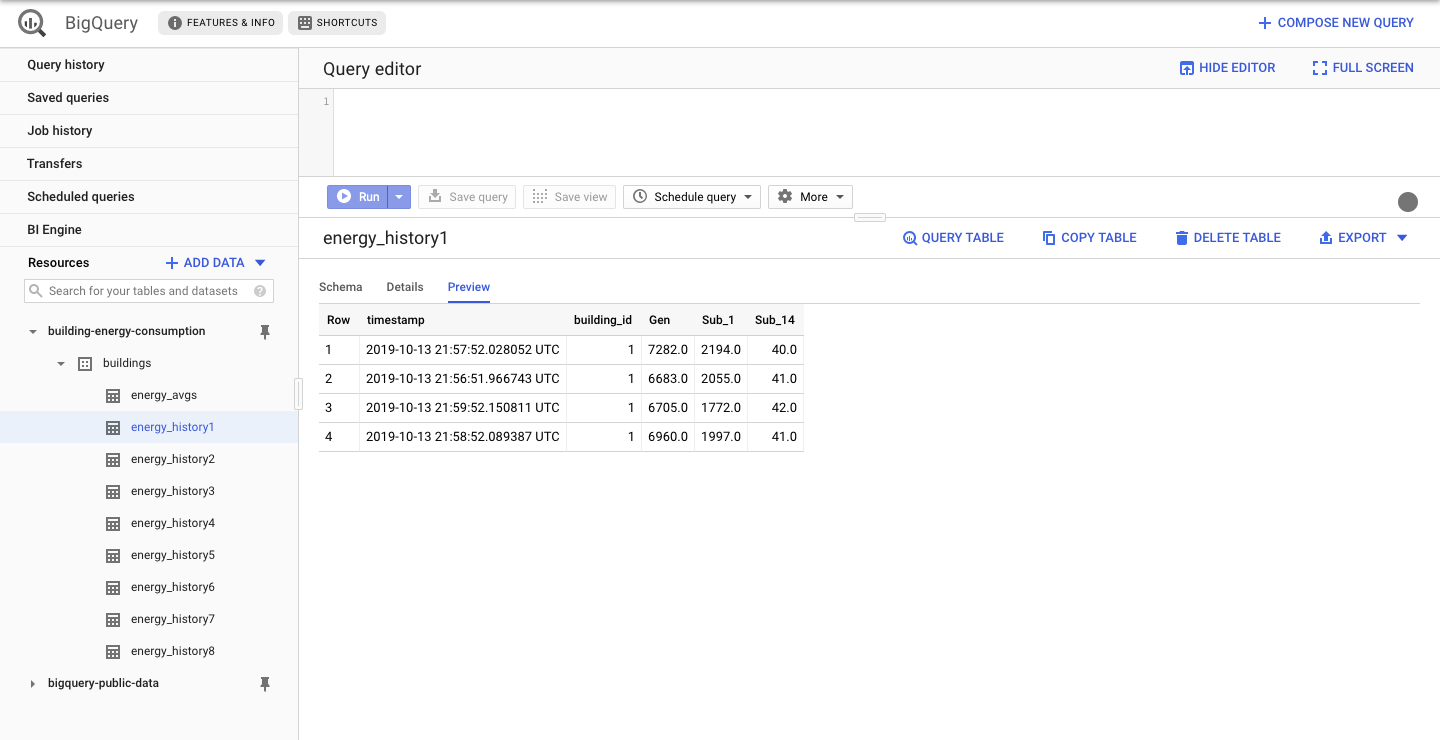 BigQuery FEATURES & INFO SHORTCUTS COMPOSE NEW QUERY
Query history
Saved queries
Job history
Transfers
Scheduled queries
BI Engine
Resources ADD DATA
Search for your tables and datasets ?
building-energy-consumption
buildings
energy_avgs
energy_history1
energy_history2
energy_history3
energy_history4
energy_history5
energy_history6
energy_history7
energy_history8
bigquery-public-data
Query editor HIDE EDITOR FULL SCREEN
1
Run Save query Save view Schedule query More
energy_history1 QUERY TABLE COPY TABLE DELETE TABLE EXPORT
Schema Details Preview
Row timestamp building_id Gen Sub_1 Sub_14
1 2019-10-13 21:57:52.028052 UTC 1 7282.0 2194.0 40.0
2 2019-10-13 21:56:51.966743 UTC 1 6683.0 2055.0 41.0
3 2019-10-13 21:59:52.150811 UTC 1 6705.0 1772.0 42.0
4 2019-10-13 21:58:52.089387 UTC 1 6960.0 1997.0 41.0